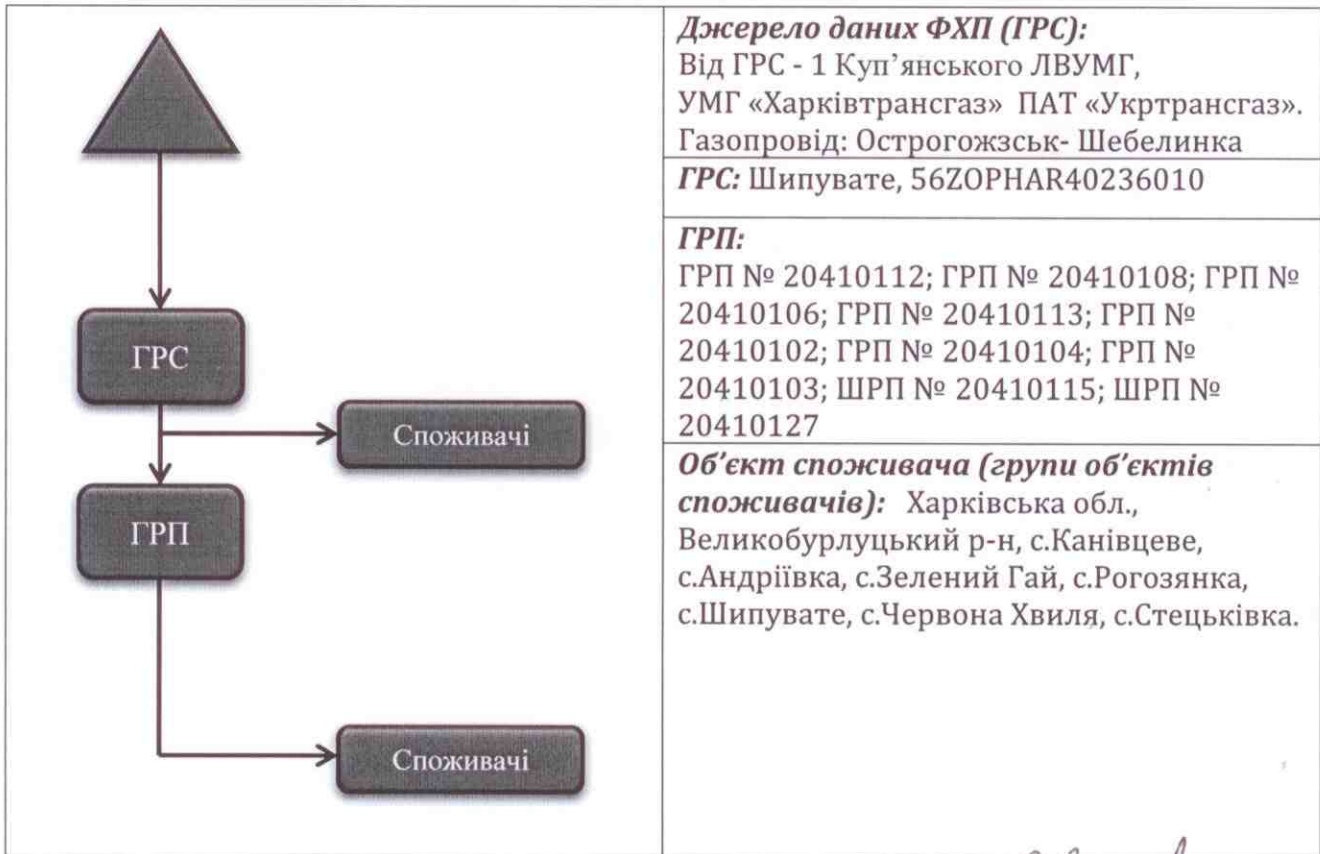 ГРС
Споживачі
ГРП
Споживачі
Джерело даних ФХП (ГРС):
Від ГРС - 1 Куп’янського ЛВУМГ,
УМГ «Харківтрансгаз» ПАТ «Укртрансгаз».
Газопровід: Острогожзськ- Шебелинка
ГРС: Шипувате, 56ZOPHAR40236010
ГРП:
ГРП № 20410112; ГРП № 20410108; ГРП №
20410106; ГРП № 20410113; ГРП №
20410102; ГРП № 20410104; ГРП №
20410103; ШРП № 20410115; ШРП №
20410127
Об’єкт споживача (групи об’єктів
споживачів): Харківська обл.,
Великобурлуцький р-н, с.Канівцеве,
с.Андріївка, с.Зелений Гай, с.Рогозянка,
с.Шипувате, с.Червона Хвиля, с.Стецьківка.